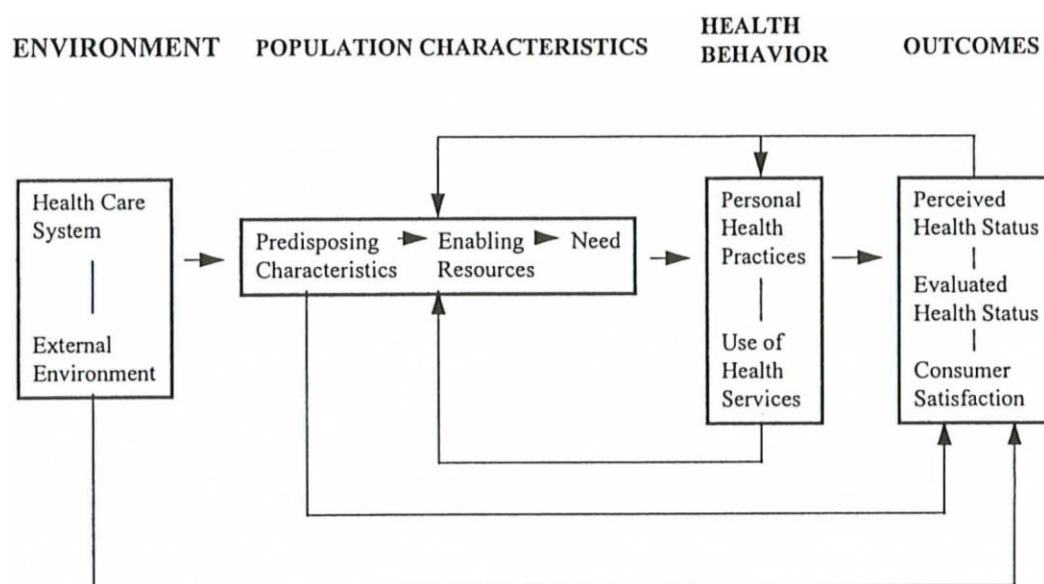 ENVIRONMENT
POPULATION CHARACTERISTICS
HEALTH
BEHAVIOR
OUTCOMES
Health Care
System
External
Environment
Predisposing
Characteristics
Enabling
Resources
Need
Personal
Health
Practices
Use of
Health
Services
Perceived
Health Status
Evaluated
Health Status
Consumer
Satisfaction